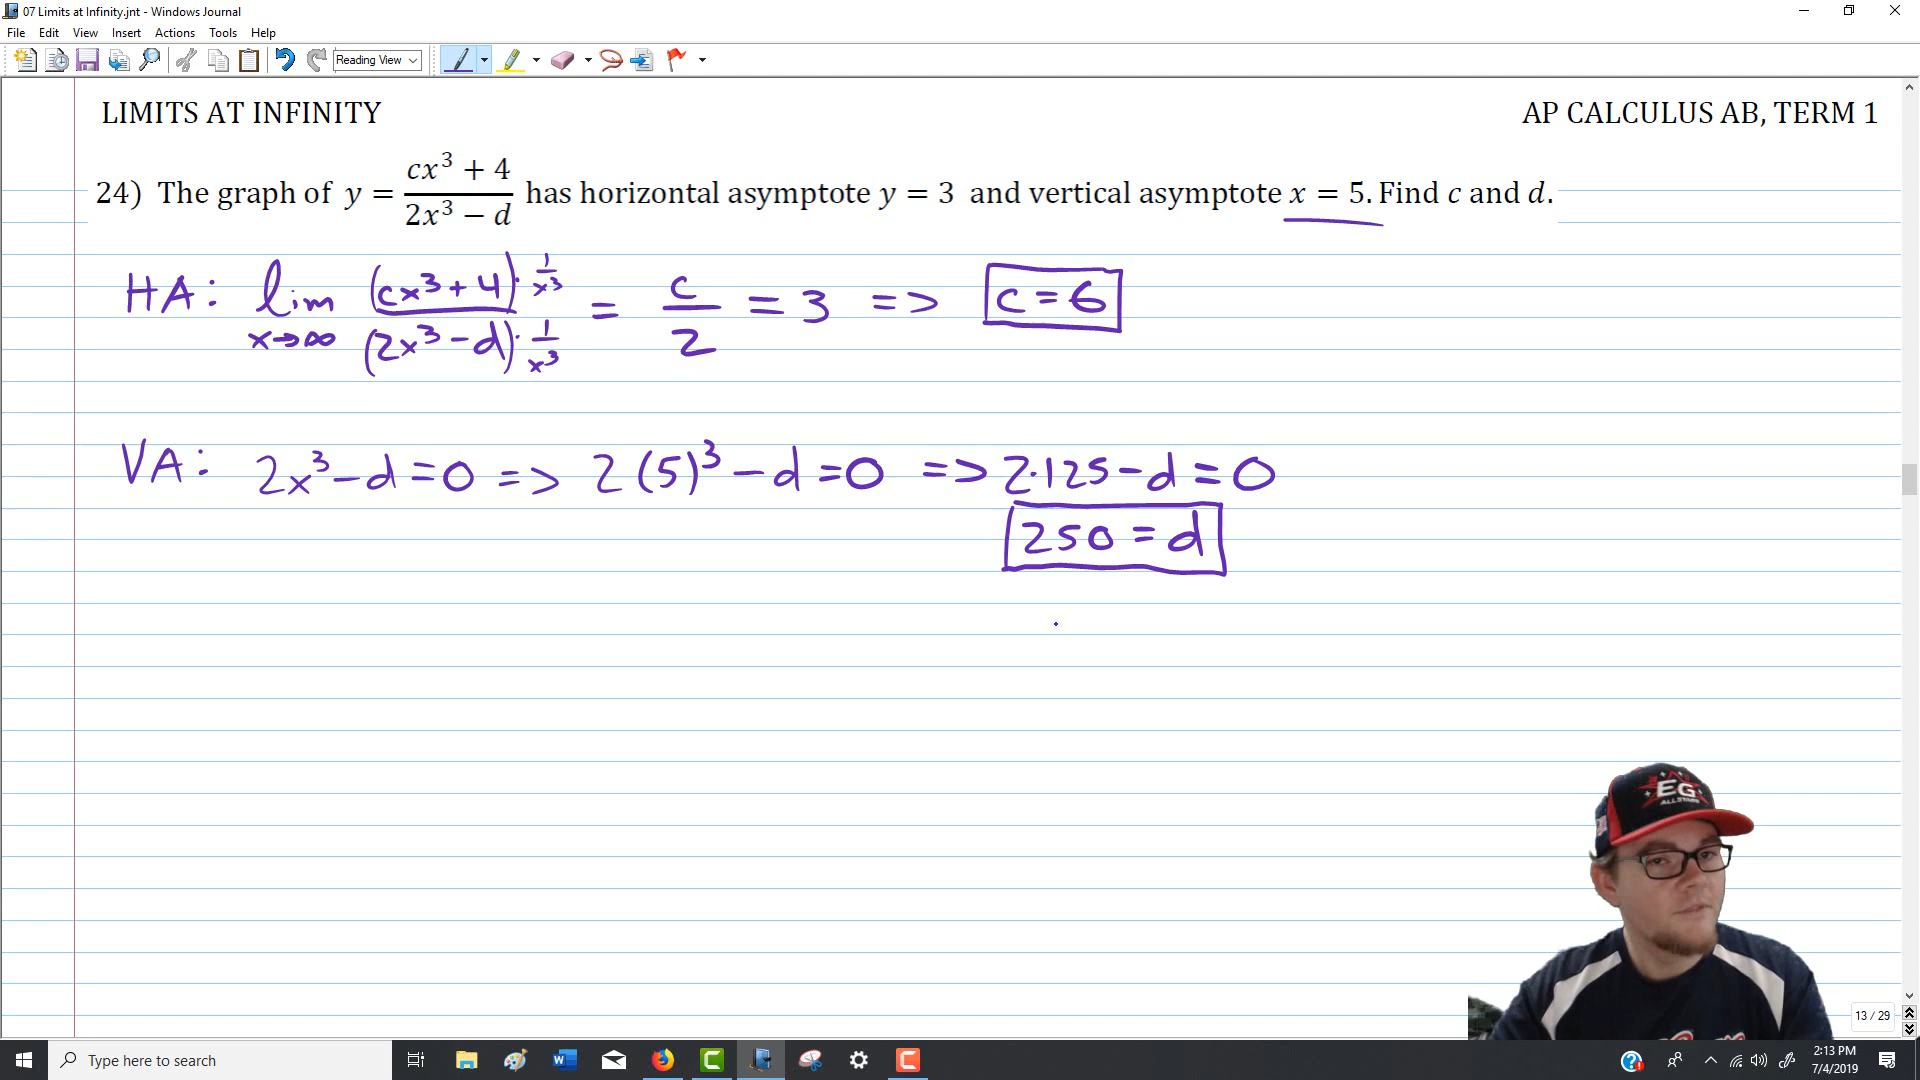 07 Limits at Infinity.jnt - Windows Journal
File Edit View Insert Actions Tools Help
Reading View
LIMITS AT INFINITY
AP CALCULUS AB, TERM 1
24) The graph of y = (cx³ + 4)/(2x³ − d) has horizontal asymptote y = 3 and vertical asymptote x = 5. Find c and d.
HA: lim x→∞ ((cx³+4)·1/x³)/((2x³−d)·1/x³) = c/2 = 3 => c = 6
VA: 2x³−d=0 => 2(5)³−d=0 => 2·125−d=0
250 = d
EG
ALLSTARS
13 / 29
Type here to search
2:13 PM
7/4/2019